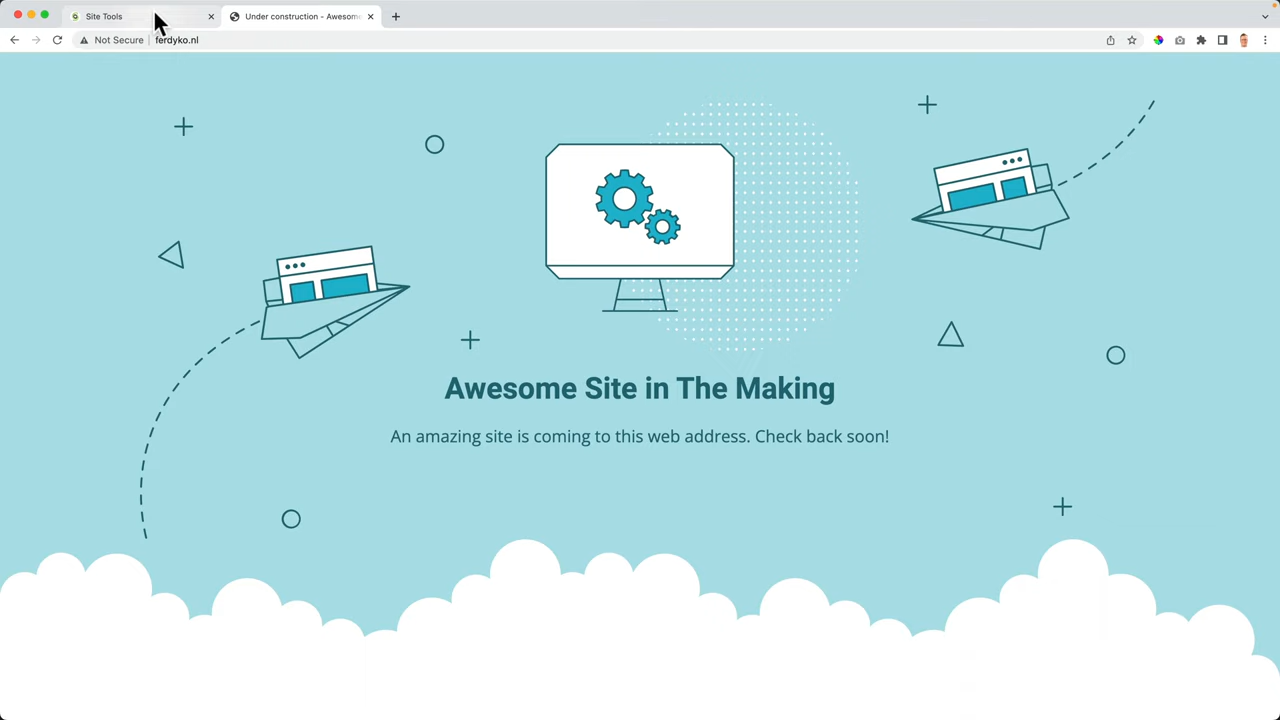 Site Tools
Under construction - Awesom
Not Secure
ferdyko.nl
Awesome Site in The Making
An amazing site is coming to this web address. Check back soon!